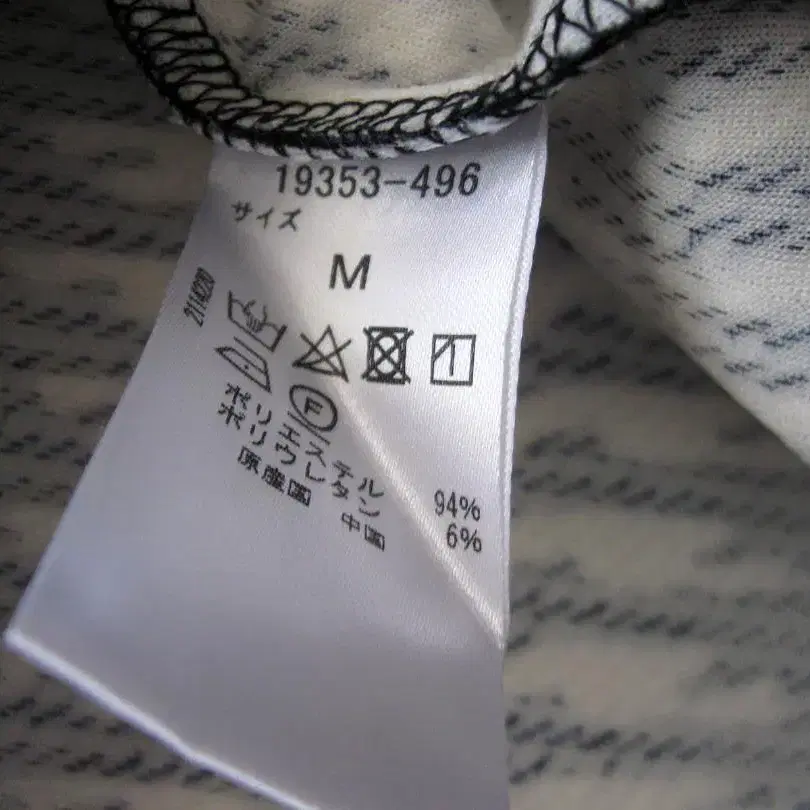 19353-496
サイズ
M
ポリエステル 94%
ポリウレタン 6%
原産国 中国